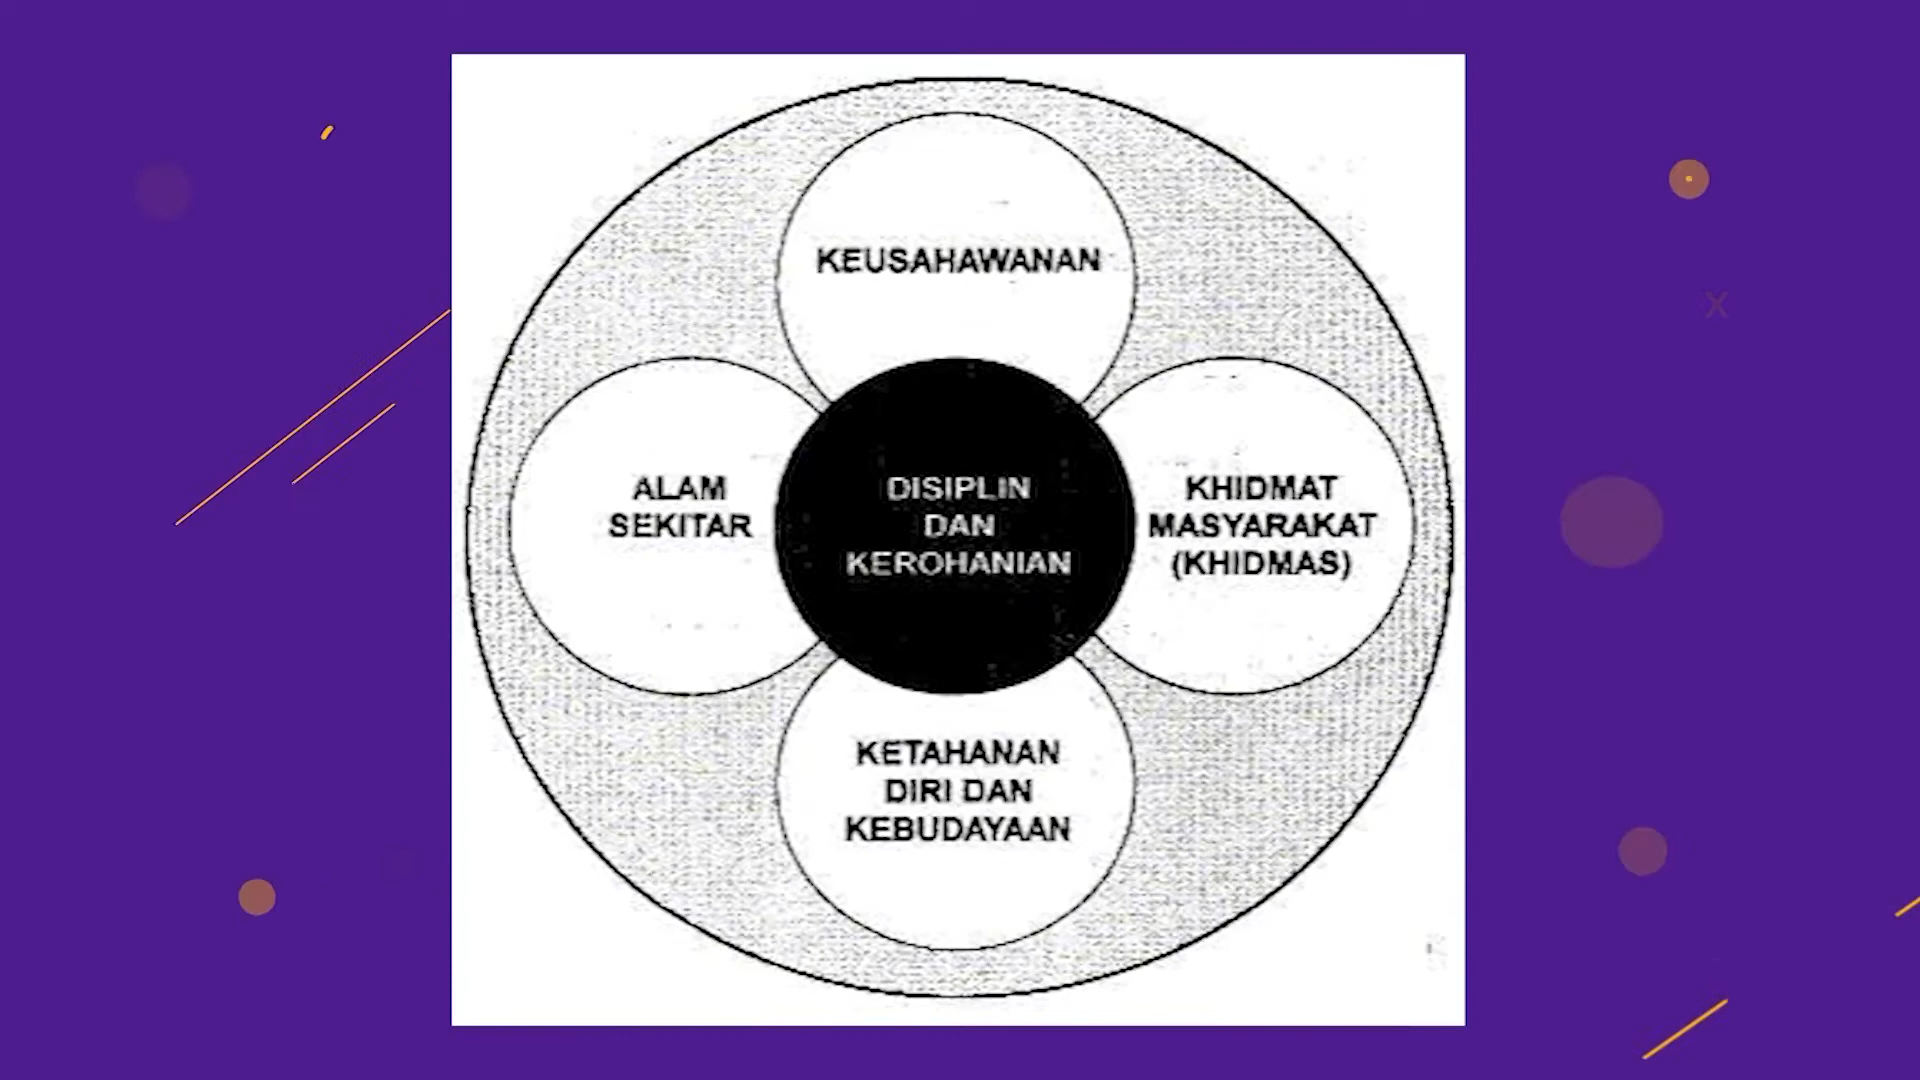 KEUSAHAWANAN
ALAM
SEKITAR
DISIPLIN
DAN
KEROHANIAN
KHIDMAT
MASYARAKAT
(KHIDMAS)
KETAHANAN
DIRI DAN
KEBUDAYAAN